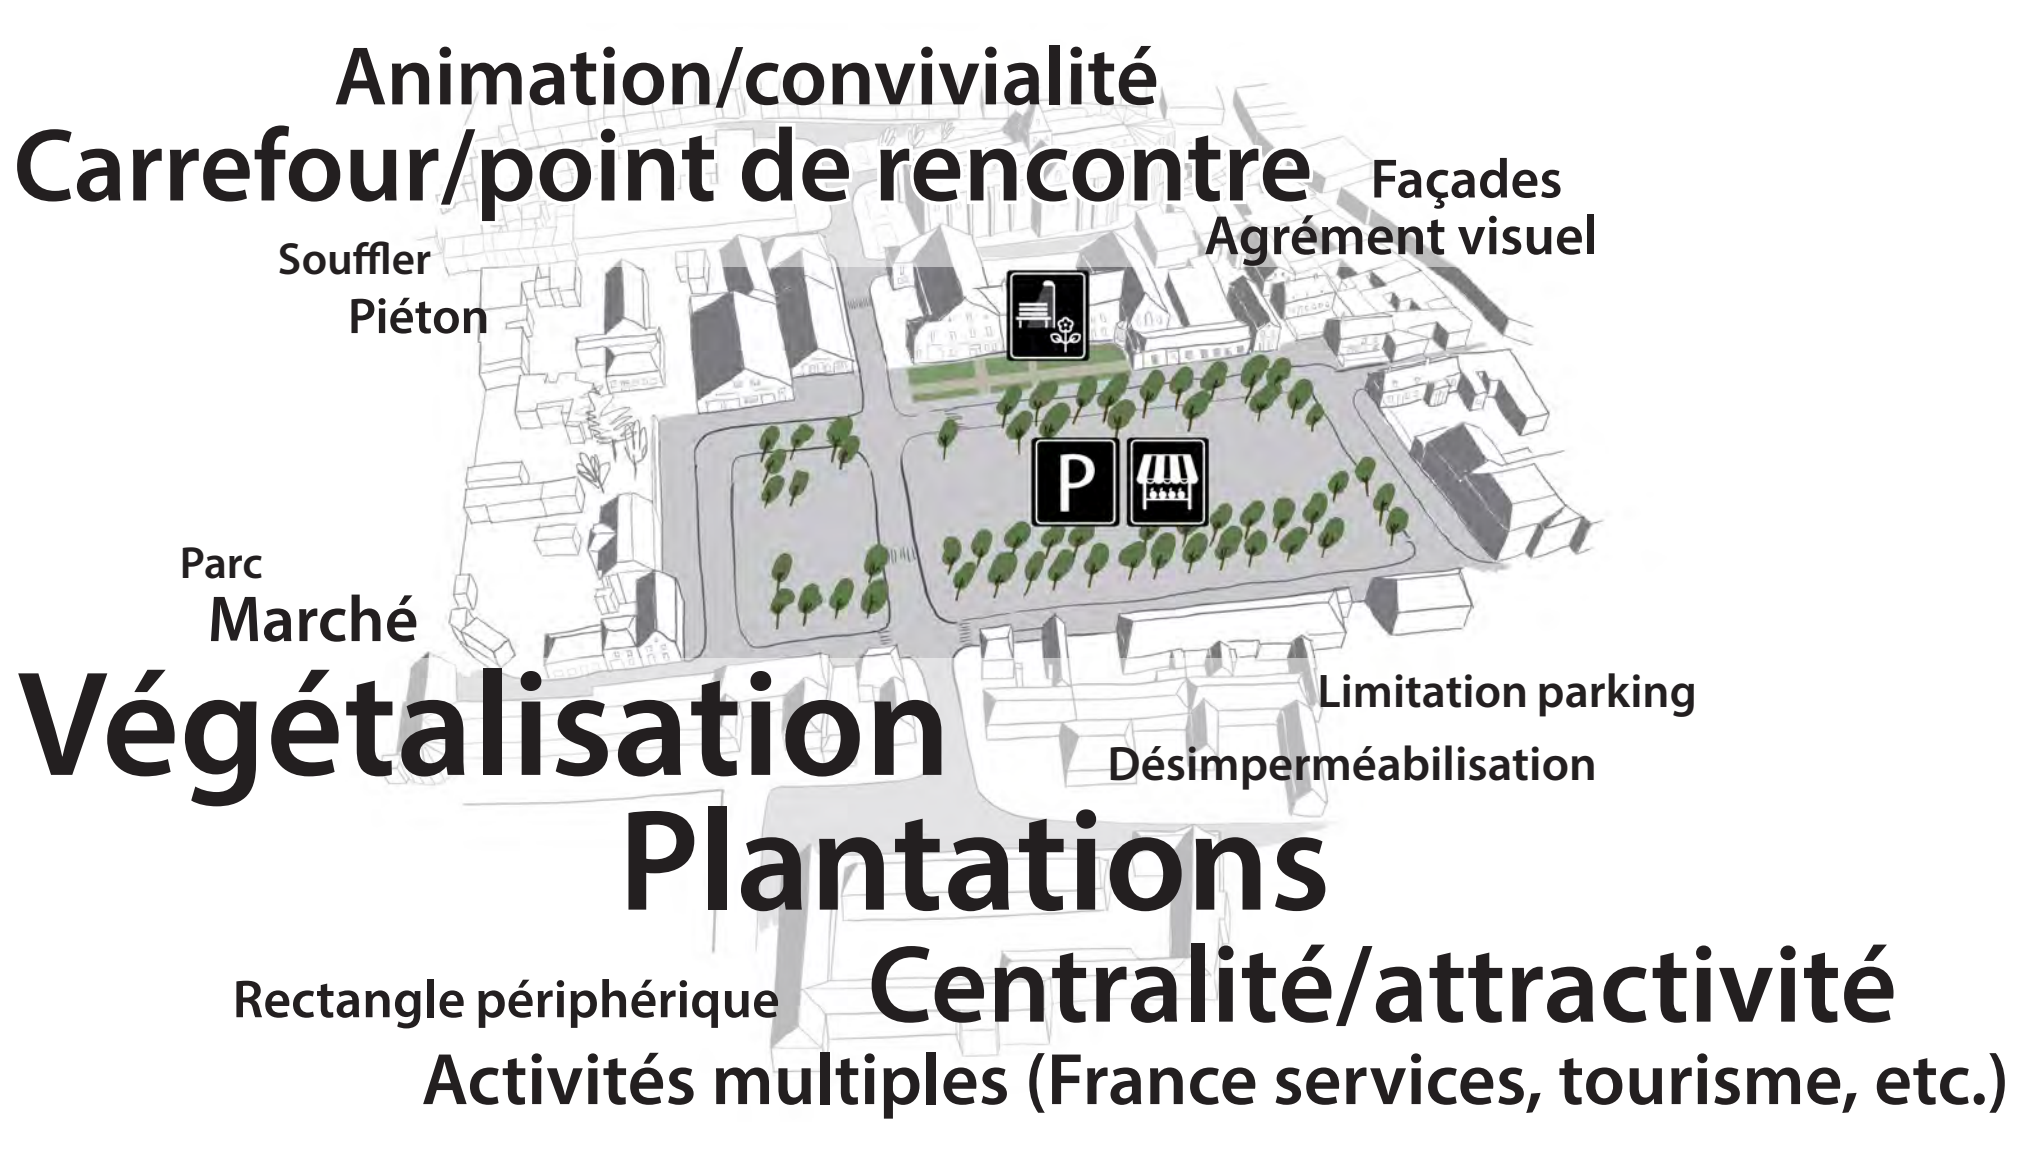 Animation/convivialité
Carrefour/point de rencontre
Façades
Agrément visuel
Souffler
Piéton
P
Parc
Marché
Végétalisation
Limitation parking
Désimperméabilisation
Plantations
Centralité/attractivité
Rectangle périphérique
Activités multiples (France services, tourisme, etc.)